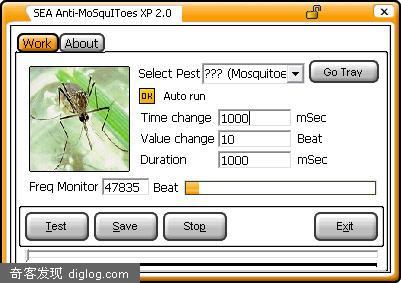 SEA Anti-MoSquIToes XP 2.0
Work About
Select Pest ??? (Mosquitoe Go Tray
OK Auto run
Time change 1000 mSec
Value change 10 Beat
Duration 1000 mSec
Freq Monitor 47835 Beat
Test Save Stop Exit
奇客发现 diglog.com